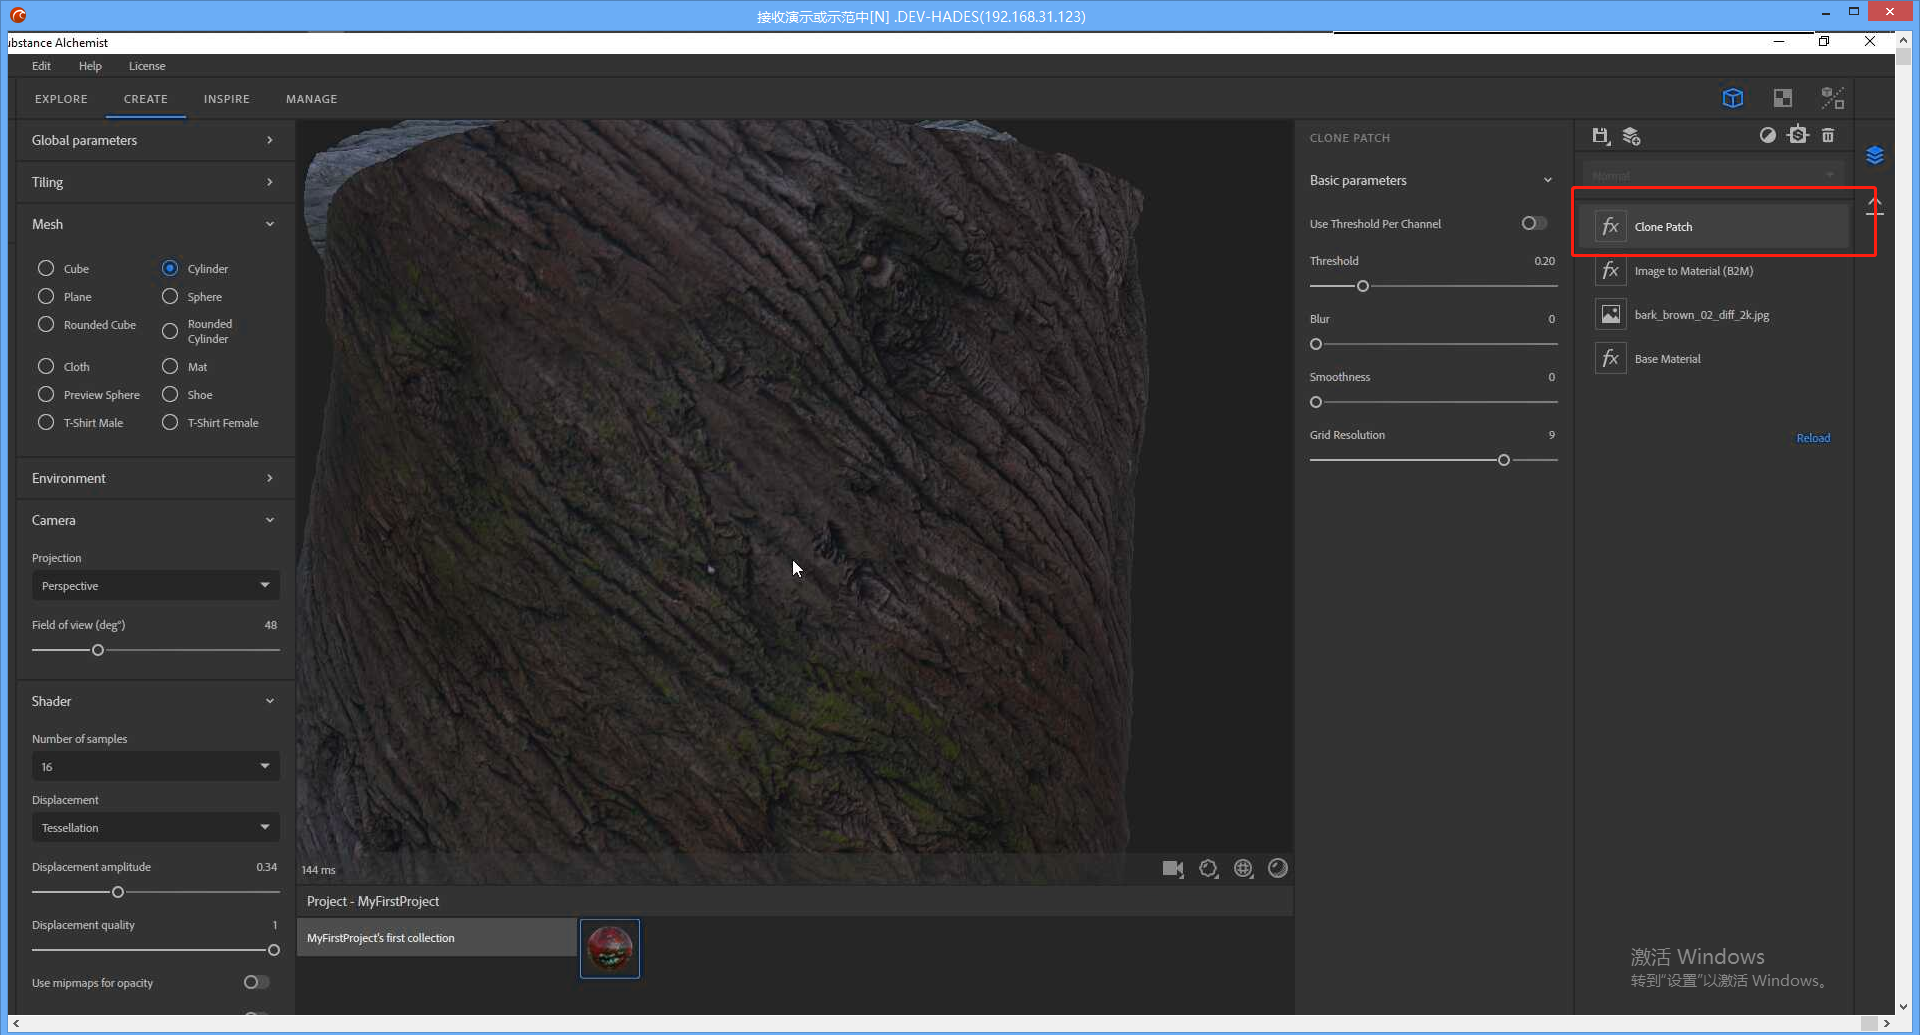 接收演示或示范中[N] .DEV-HADES(192.168.31.123)
ubstance Alchemist
Edit Help License
EXPLORE CREATE INSPIRE MANAGE
Global parameters
Tiling
Mesh
Cube Cylinder
Plane Sphere
Rounded Cube Rounded Cylinder
Cloth Mat
Preview Sphere Shoe
T-Shirt Male T-Shirt Female
Environment
Camera
Projection
Perspective
Field of view (deg°) 48
Shader
Number of samples
16
Displacement
Tessellation
Displacement amplitude 0.34
Displacement quality 1
Use mipmaps for opacity
144 ms
Project - MyFirstProject
MyFirstProject's first collection
CLONE PATCH
Basic parameters
Use Threshold Per Channel
Threshold 0.20
Blur 0
Smoothness 0
Grid Resolution 9
Normal
Clone Patch
Image to Material (B2M)
bark_brown_02_diff_2k.jpg
Base Material
Reload
激活 Windows
转到"设置"以激活 Windows。